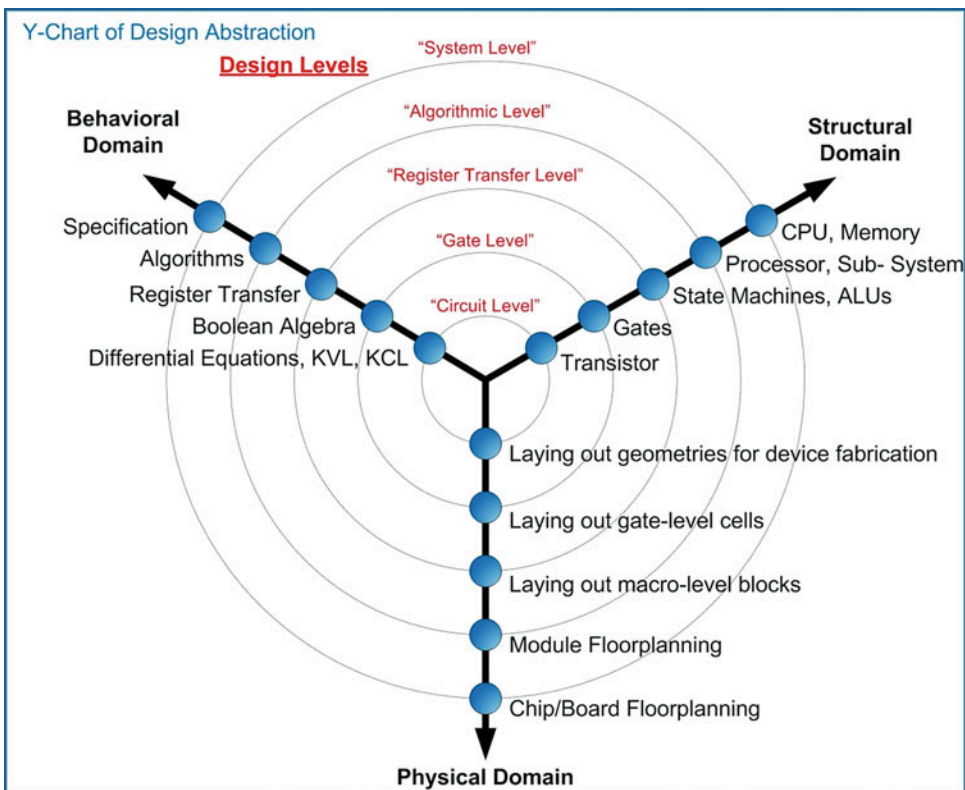 Y-Chart of Design Abstraction
Design Levels
“System Level”
“Algorithmic Level”
“Register Transfer Level”
“Gate Level”
“Circuit Level”
Behavioral
Domain
Specification
Algorithms
Register Transfer
Boolean Algebra
Differential Equations, KVL, KCL
Structural
Domain
CPU, Memory
Processor, Sub- System
State Machines, ALUs
Gates
Transistor
Laying out geometries for device fabrication
Laying out gate-level cells
Laying out macro-level blocks
Module Floorplanning
Chip/Board Floorplanning
Physical Domain